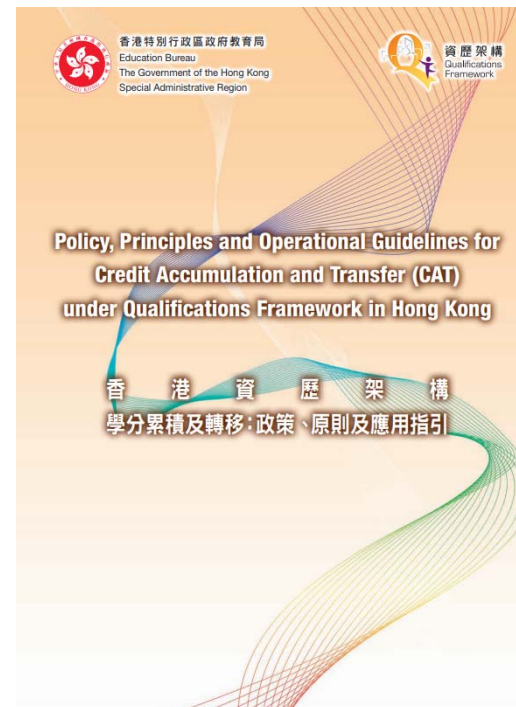 香港特別行政區政府教育局
Education Bureau
The Government of the Hong Kong
Special Administrative Region
資歷架構
Qualifications
Framework
Policy, Principles and Operational Guidelines for
Credit Accumulation and Transfer (CAT)
under Qualifications Framework in Hong Kong
香港資歷架構
學分累積及轉移：政策、原則及應用指引